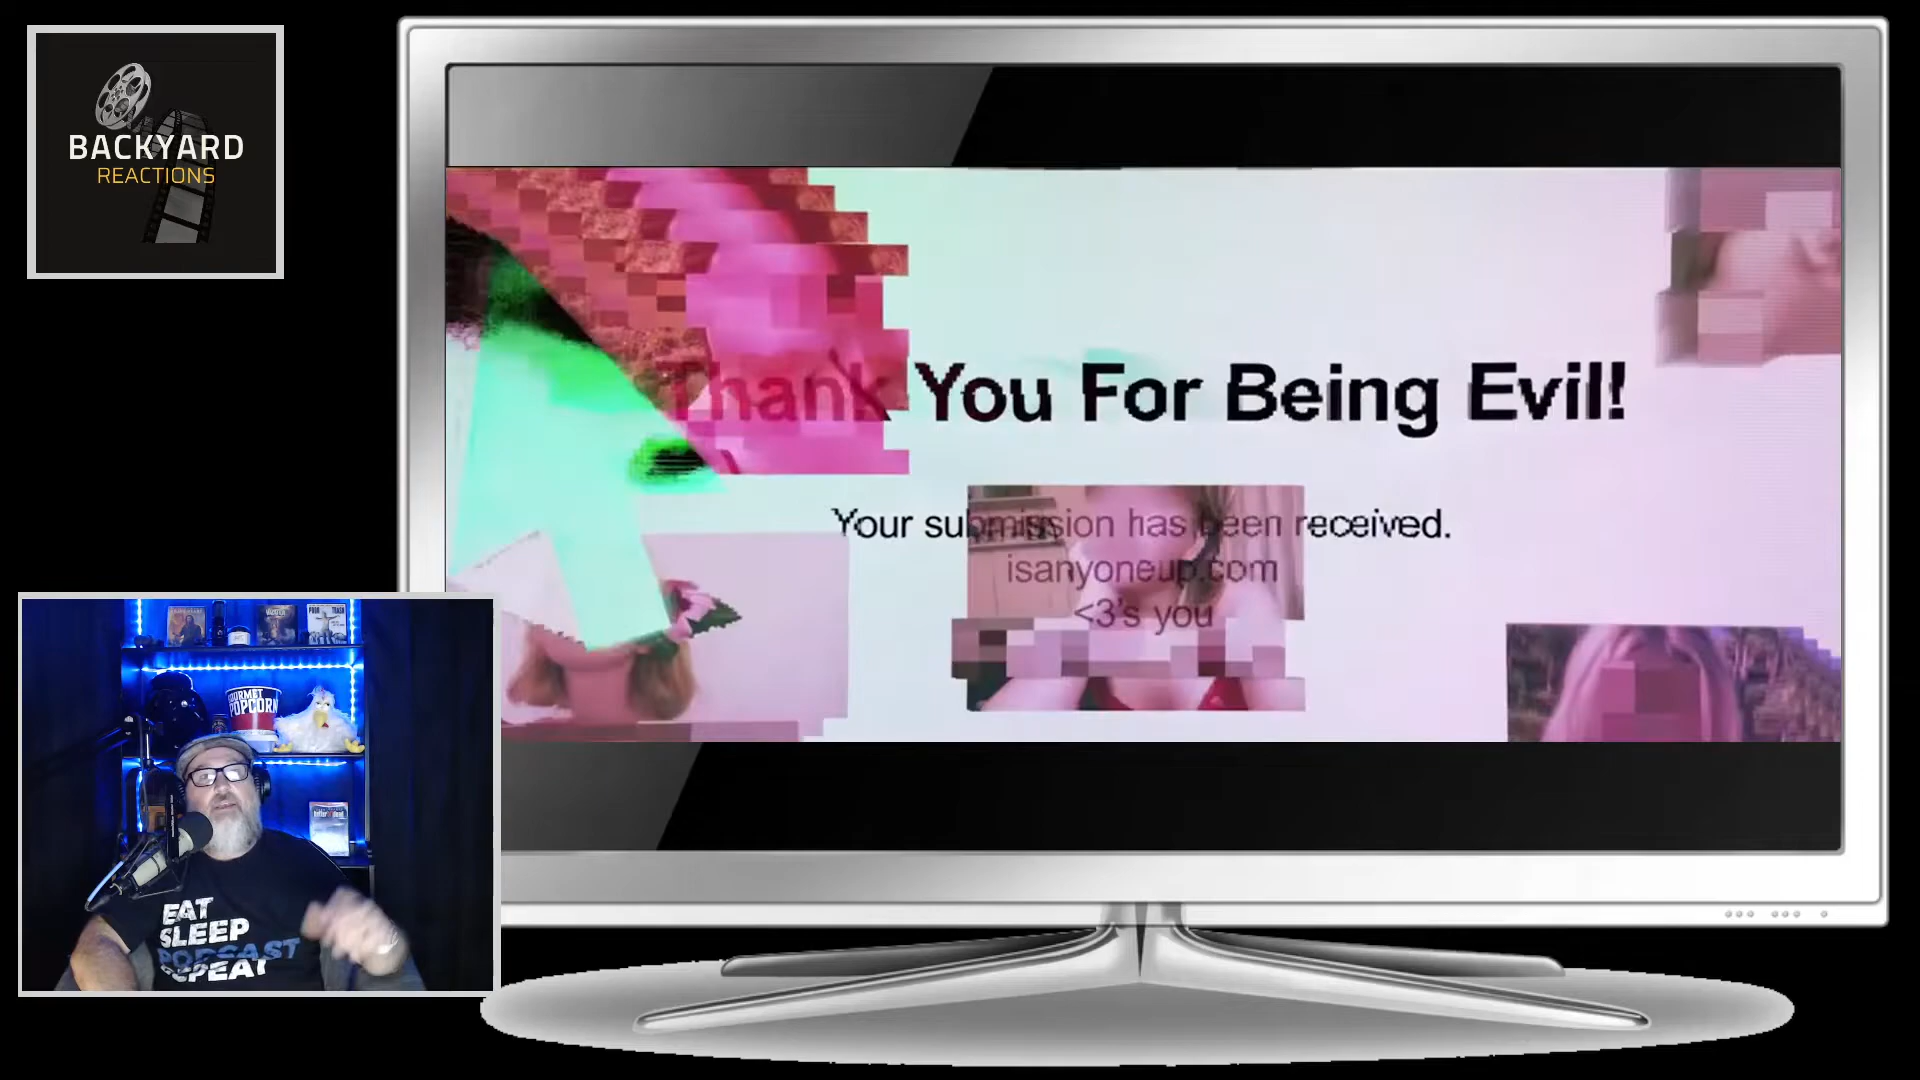 BACKYARD
REACTIONS
Thank You For Being Evil!
Your submission has been received.
isanyoneup.com
<3's you
GOURMET
POPCORN
EAT
SLEEP
PODCAST
REPEAT